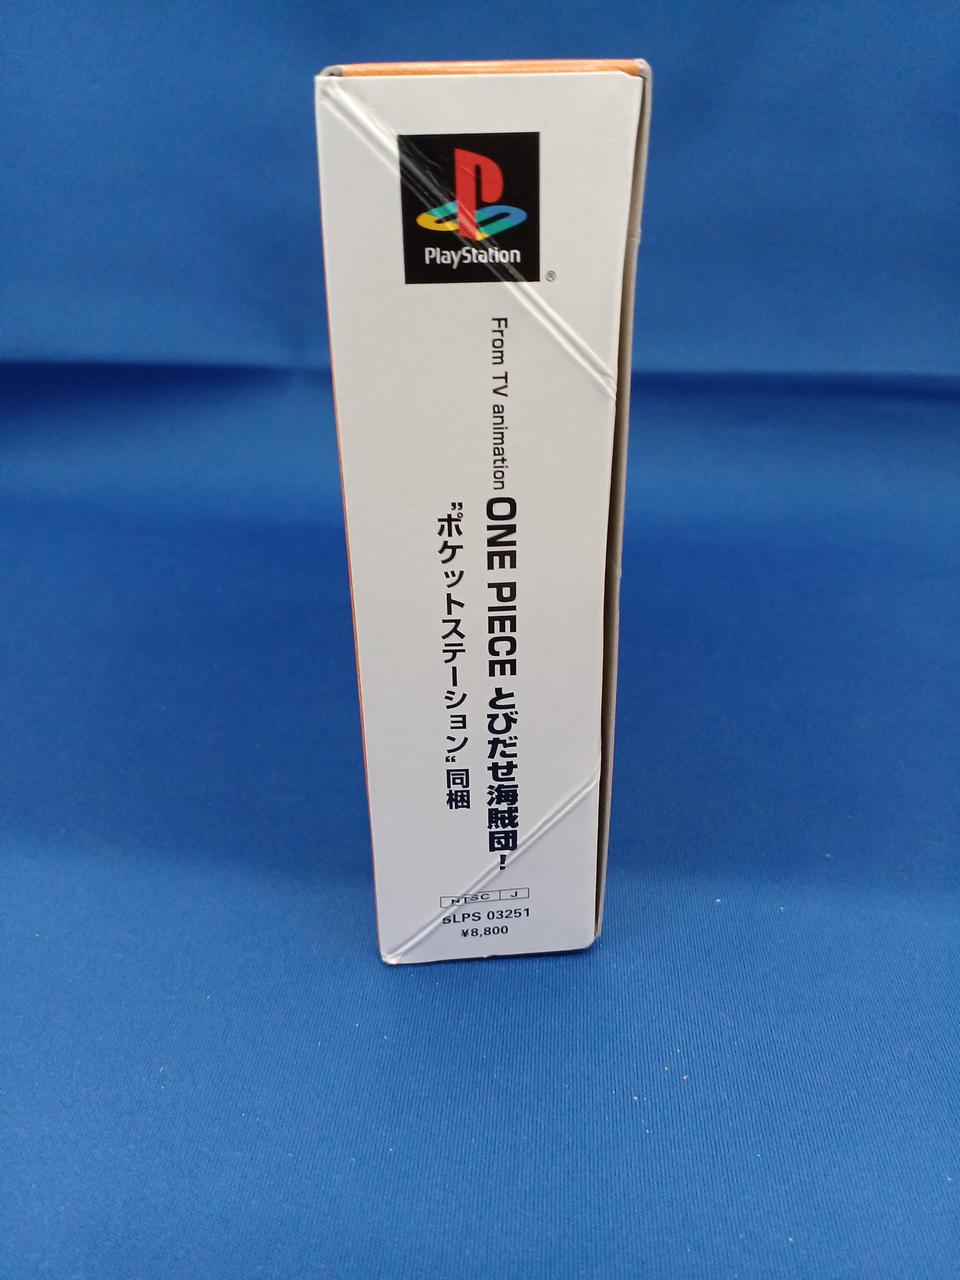 PlayStation
®
From TV animation ONE PIECE とびだせ海賊団!
"ポケットステーション"同梱
NTSC J
SLPS 03251
¥8,800